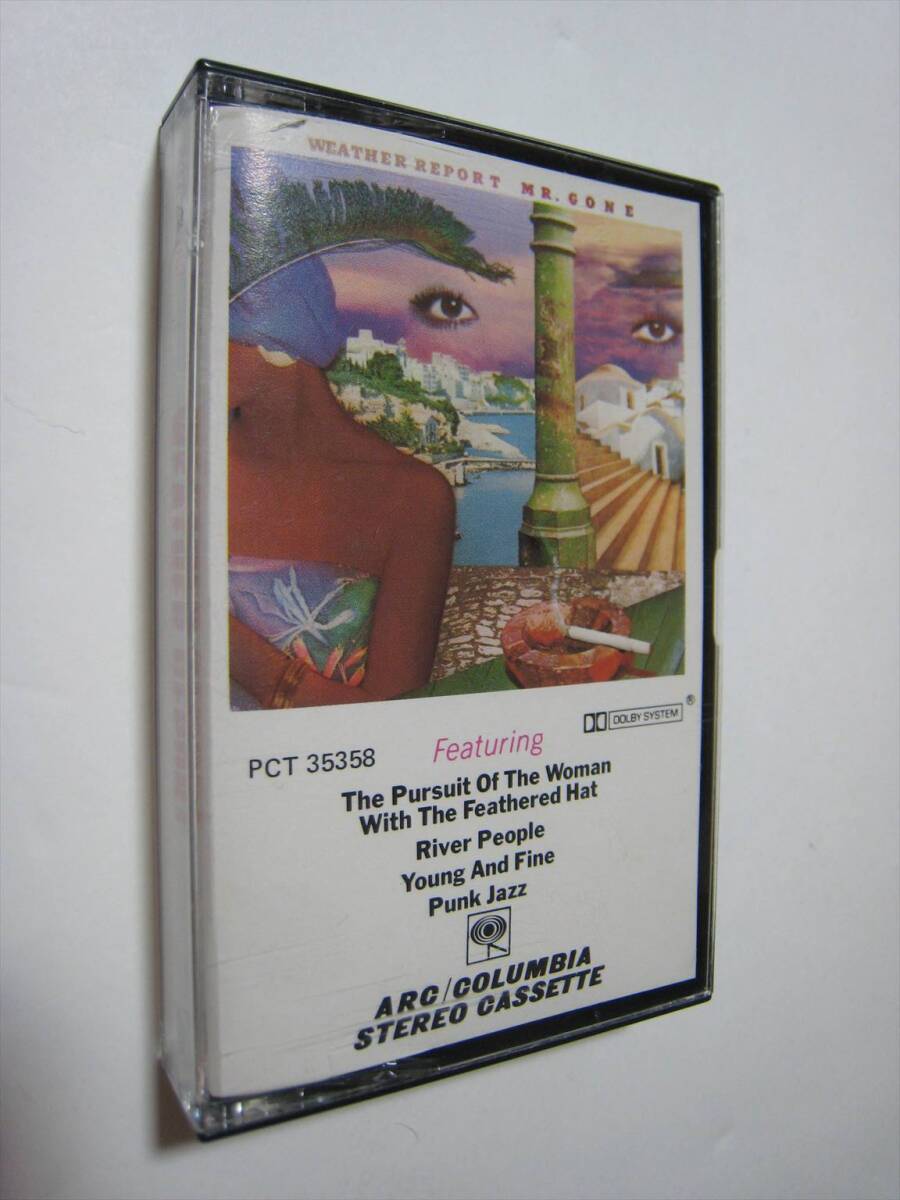 WEATHER REPORT MR. GONE
DOLBY SYSTEM ®
PCT 35358
Featuring
The Pursuit Of The Woman
With The Feathered Hat
River People
Young And Fine
Punk Jazz
ARC/COLUMBIA
STEREO CASSETTE